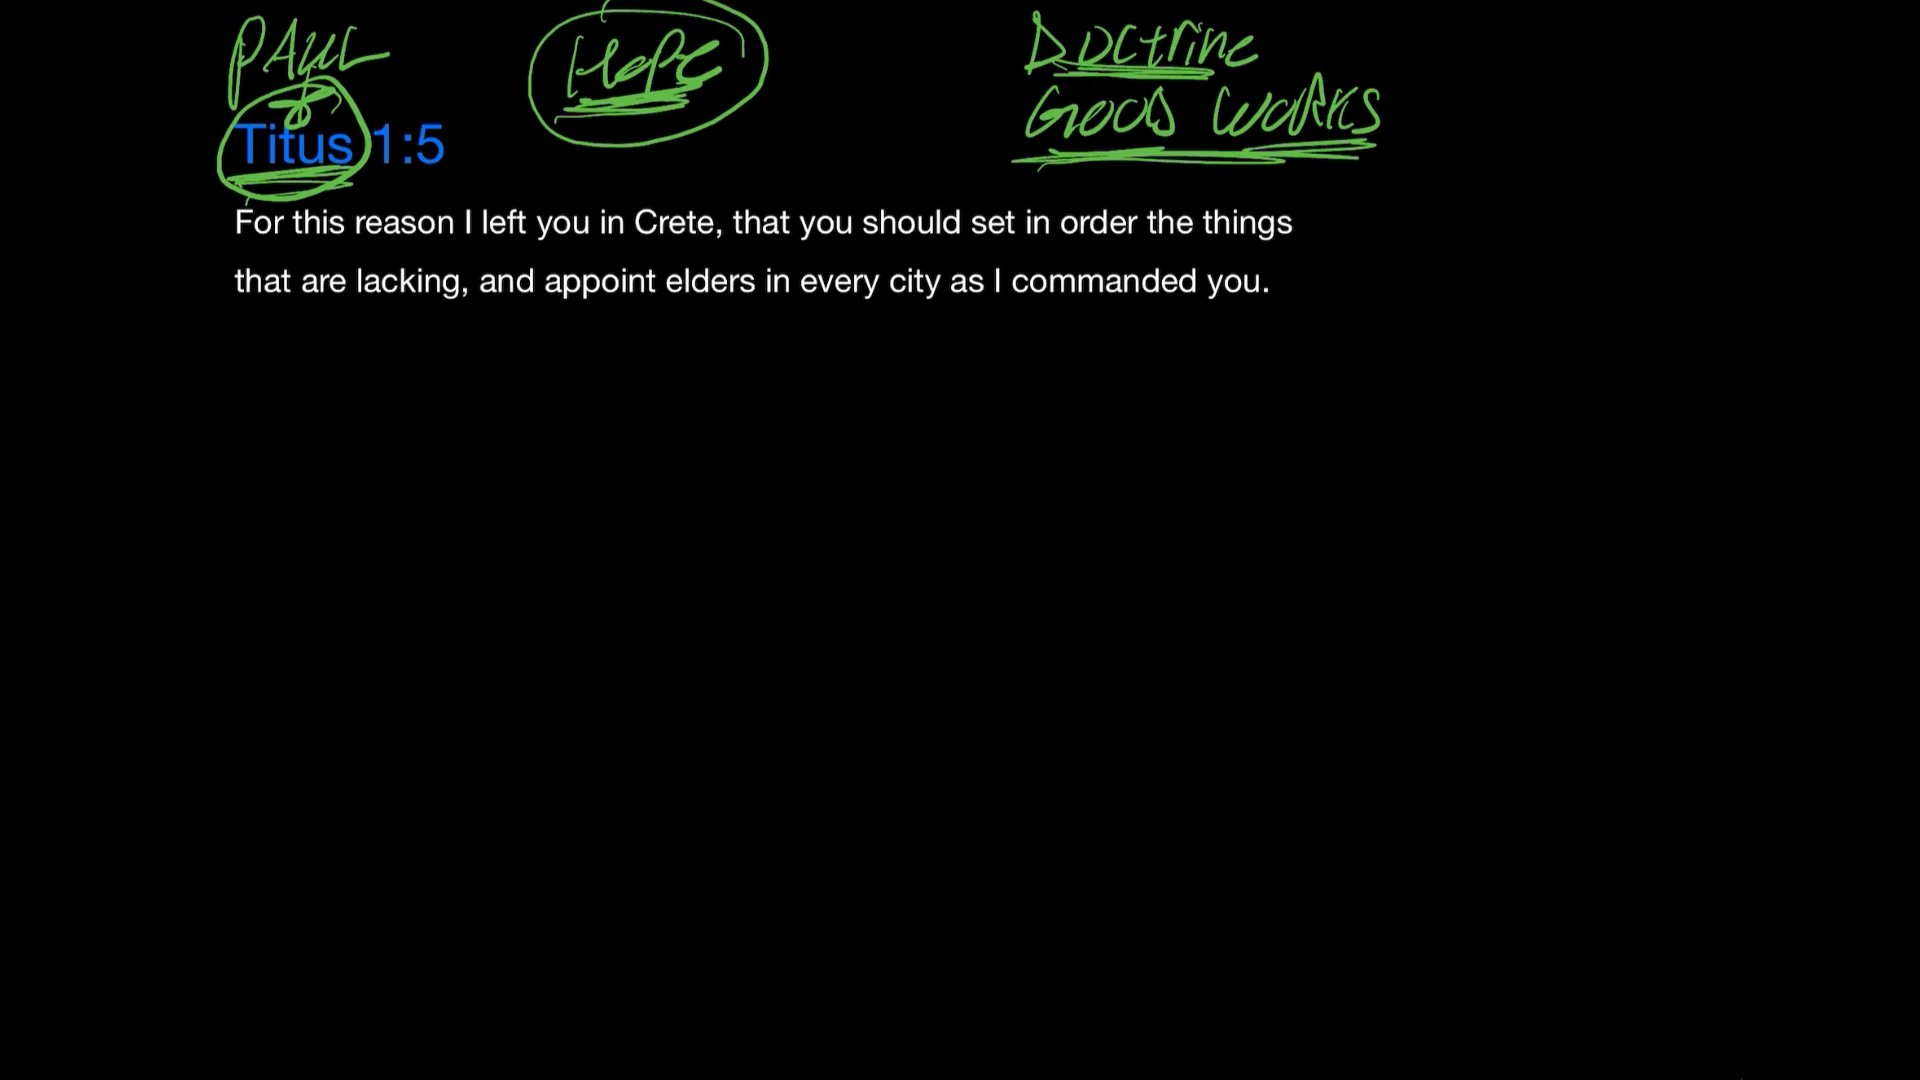 PAUL
Hope
Doctrine
Good Works
Titus 1:5
For this reason I left you in Crete, that you should set in order the things
that are lacking, and appoint elders in every city as I commanded you.